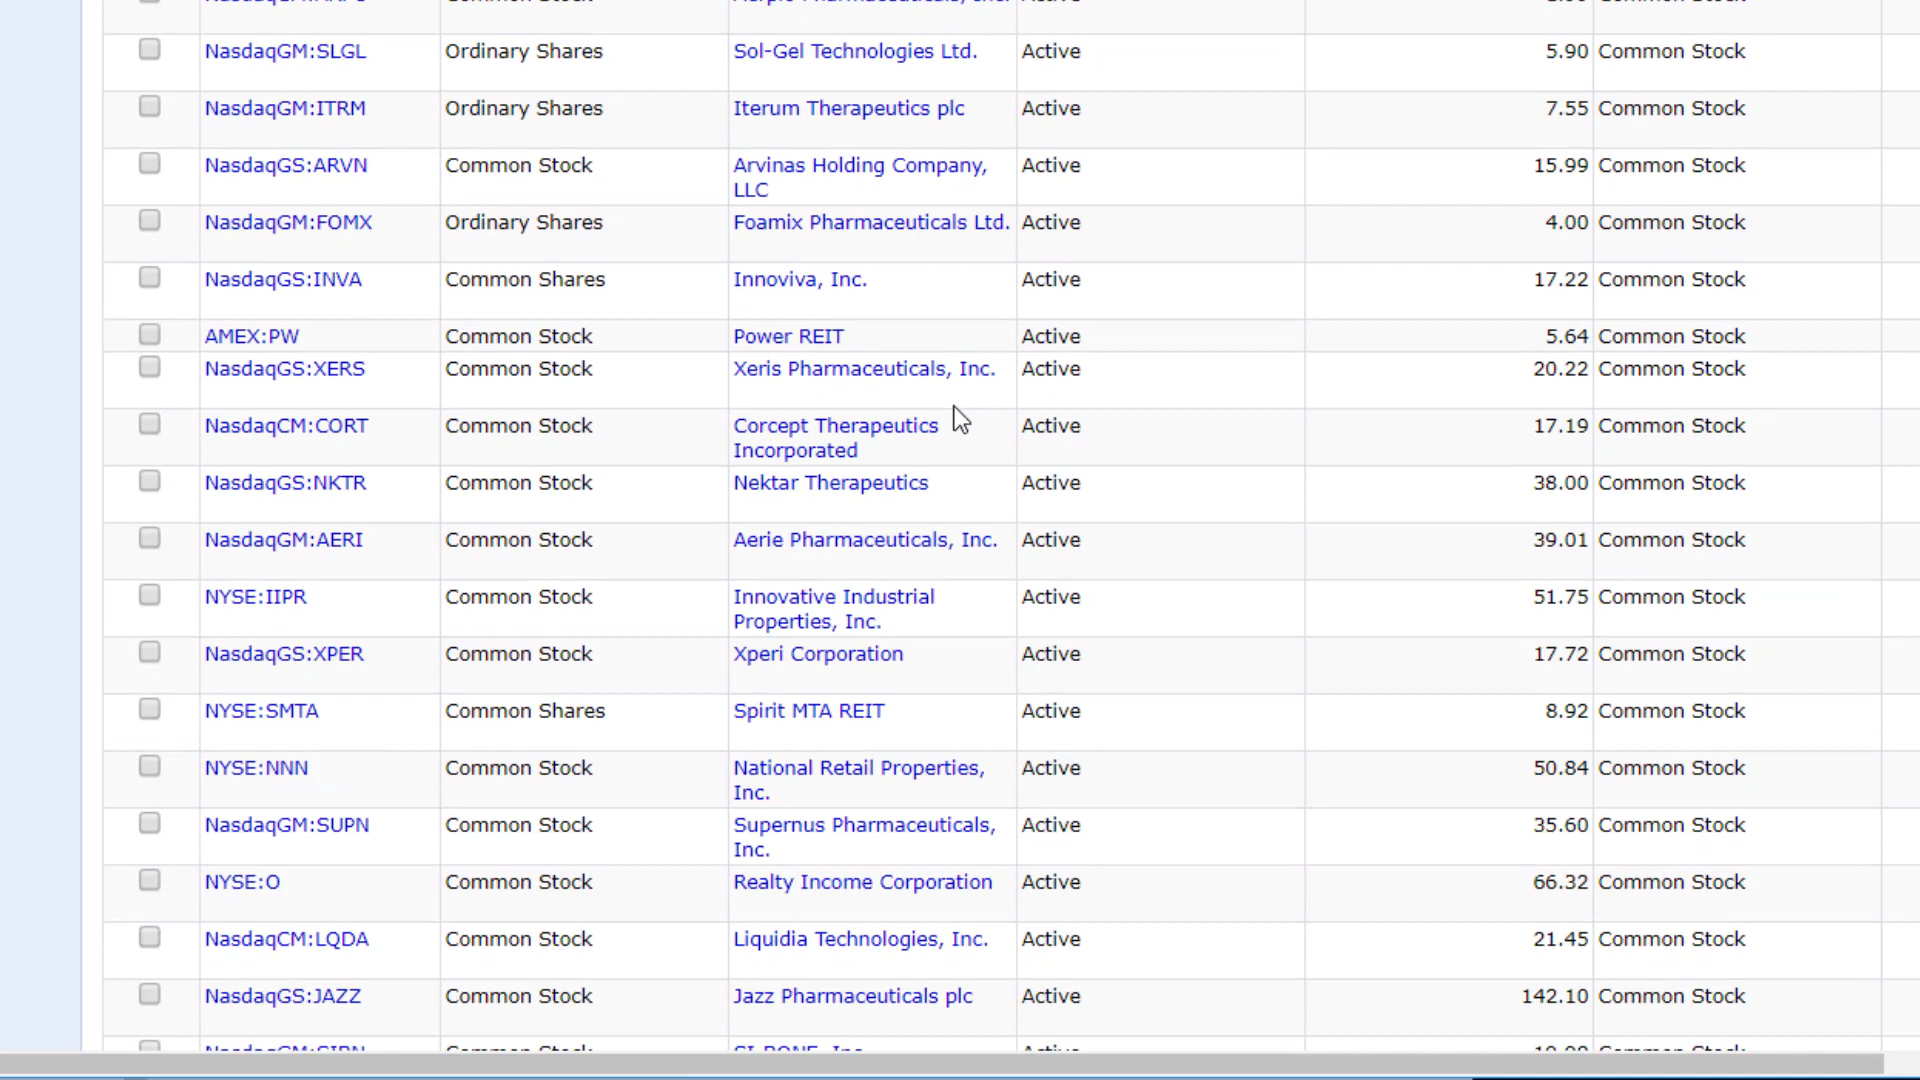 NasdaqGM:SLGL Ordinary Shares Sol-Gel Technologies Ltd. Active 5.90 Common Stock
NasdaqGM:ITRM Ordinary Shares Iterum Therapeutics plc Active 7.55 Common Stock
NasdaqGS:ARVN Common Stock Arvinas Holding Company, Active 15.99 Common Stock
LLC
NasdaqGM:FOMX Ordinary Shares Foamix Pharmaceuticals Ltd. Active 4.00 Common Stock
NasdaqGS:INVA Common Shares Innoviva, Inc. Active 17.22 Common Stock
AMEX:PW Common Stock Power REIT Active 5.64 Common Stock
NasdaqGS:XERS Common Stock Xeris Pharmaceuticals, Inc. Active 20.22 Common Stock
NasdaqCM:CORT Common Stock Corcept Therapeutics Active 17.19 Common Stock
Incorporated
NasdaqGS:NKTR Common Stock Nektar Therapeutics Active 38.00 Common Stock
NasdaqGM:AERI Common Stock Aerie Pharmaceuticals, Inc. Active 39.01 Common Stock
NYSE:IIPR Common Stock Innovative Industrial Active 51.75 Common Stock
Properties, Inc.
NasdaqGS:XPER Common Stock Xperi Corporation Active 17.72 Common Stock
NYSE:SMTA Common Shares Spirit MTA REIT Active 8.92 Common Stock
NYSE:NNN Common Stock National Retail Properties, Active 50.84 Common Stock
Inc.
NasdaqGM:SUPN Common Stock Supernus Pharmaceuticals, Active 35.60 Common Stock
Inc.
NYSE:O Common Stock Realty Income Corporation Active 66.32 Common Stock
NasdaqCM:LQDA Common Stock Liquidia Technologies, Inc. Active 21.45 Common Stock
NasdaqGS:JAZZ Common Stock Jazz Pharmaceuticals plc Active 142.10 Common Stock